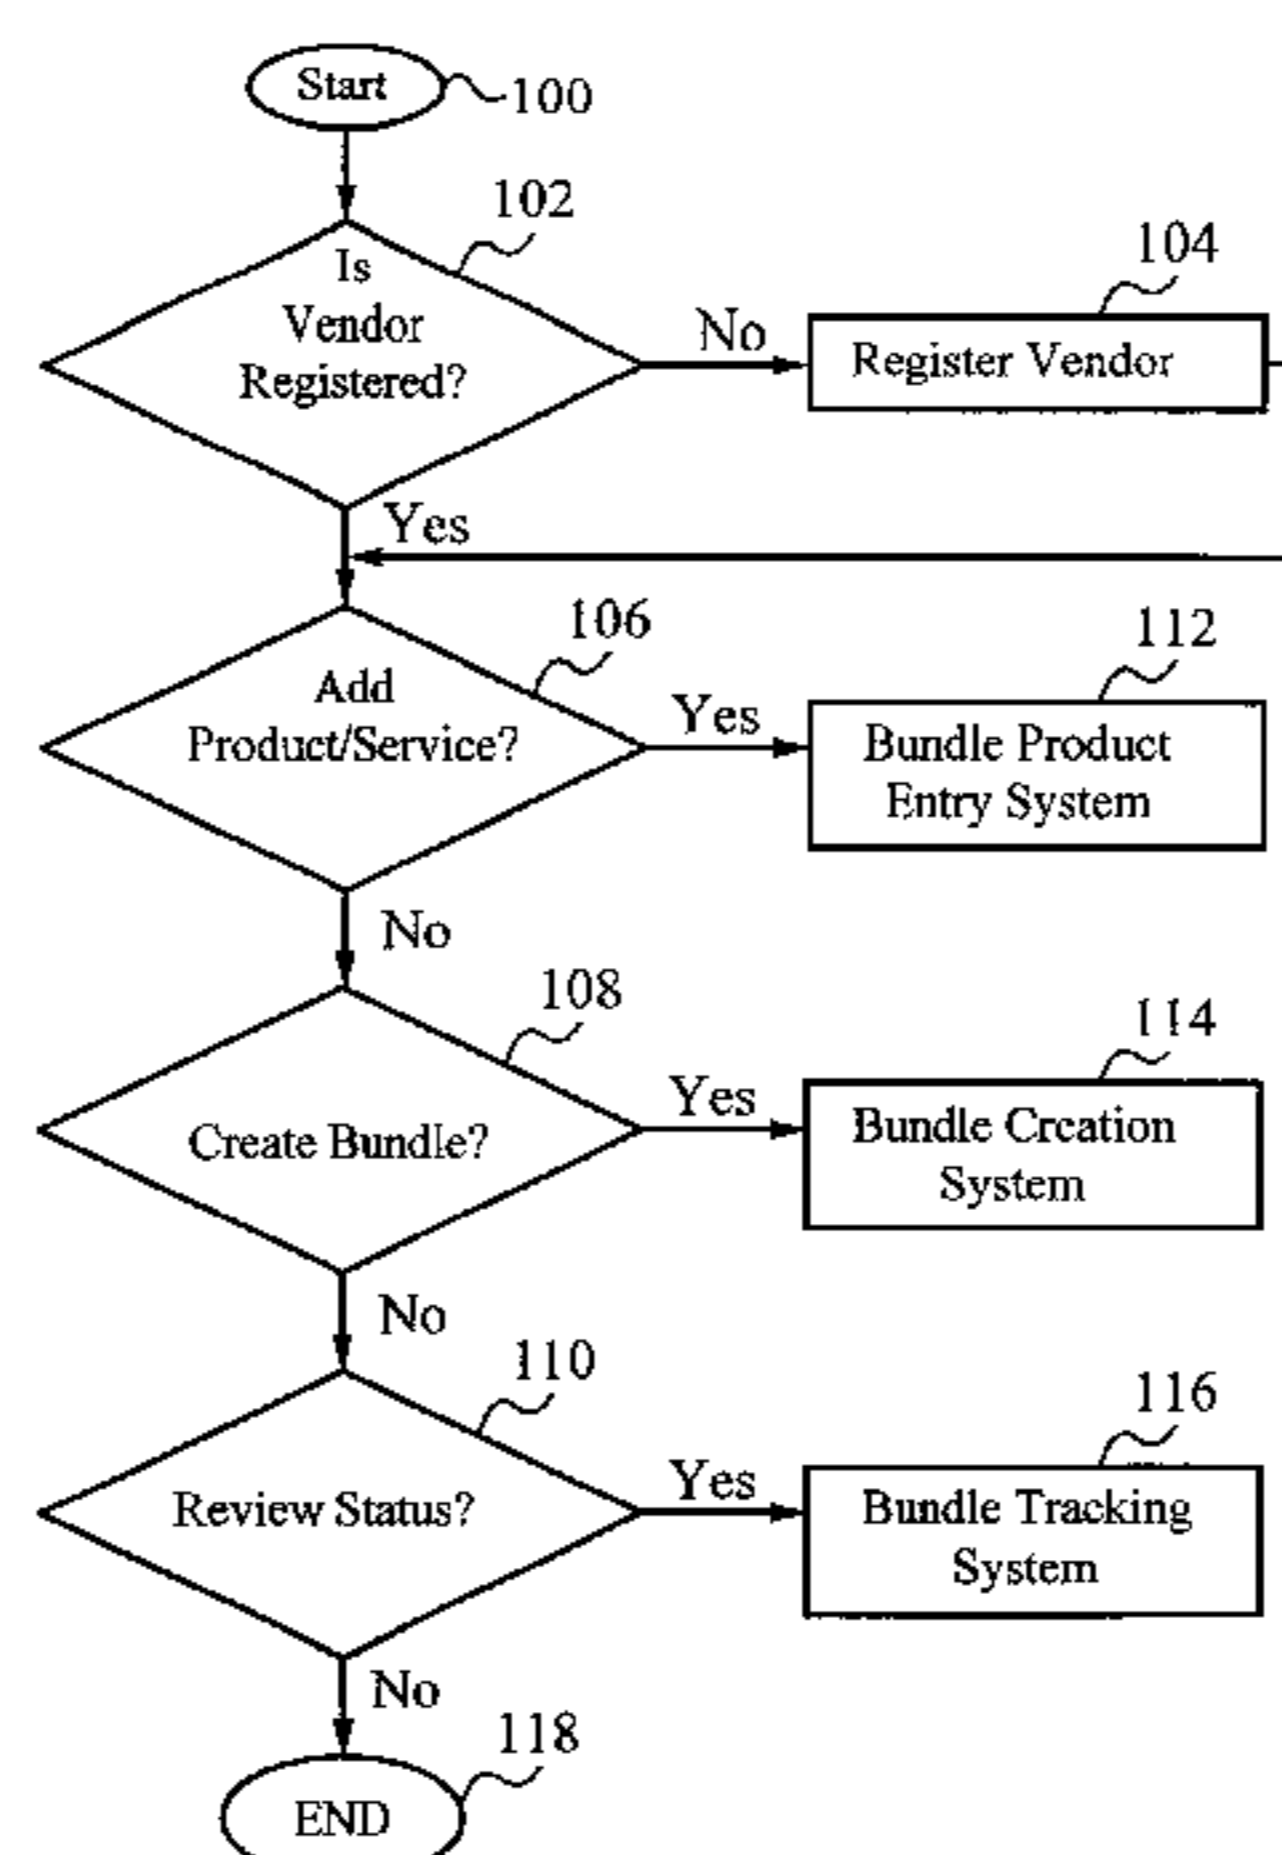 Start
100
102
Is
Vendor
Registered?
No
104
Register Vendor
Yes
106
Add
Product/Service?
Yes
112
Bundle Product
Entry System
No
108
Create Bundle?
Yes
114
Bundle Creation
System
No
110
Review Status?
Yes
116
Bundle Tracking
System
No
118
END